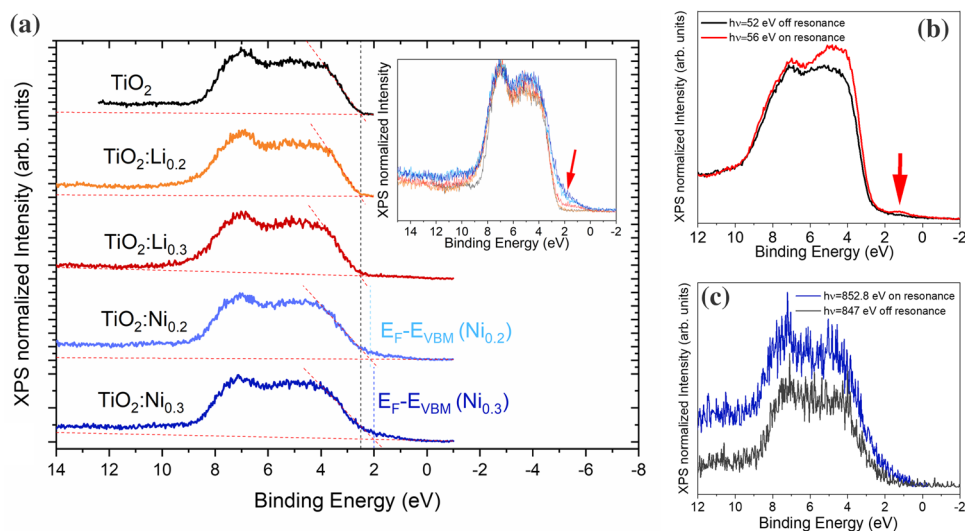 (a)
XPS normalized Intensity (arb. units)
TiO2
TiO2:Li0.2
TiO2:Li0.3
TiO2:Ni0.2
TiO2:Ni0.3
EF-EVBM (Ni0.2)
EF-EVBM (Ni0.3)
14 12 10 8 6 4 2 0 -2 -4 -6 -8
Binding Energy (eV)
XPS normalized Intensity
14 12 10 8 6 4 2 0 -2
Binding Energy (eV)
(b)
hν=52 eV off resonance
hν=56 eV on resonance
XPS normalized Intensity (arb. units)
12 10 8 6 4 2 0 -2
Binding Energy (eV)
(c)
hν=852.8 eV on resonance
hν=847 eV off resonance
XPS normalized Intensity (arb. units)
12 10 8 6 4 2 0 -2
Binding Energy (eV)